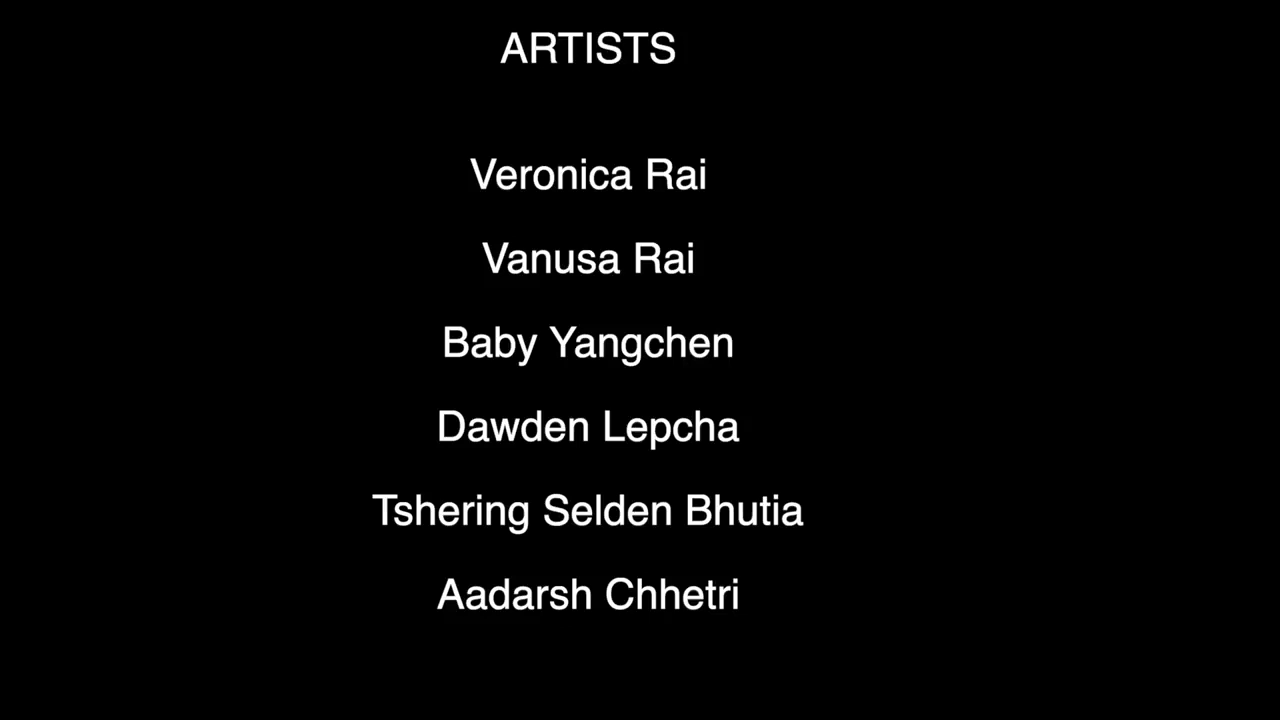 ARTISTS
Veronica Rai
Vanusa Rai
Baby Yangchen
Dawden Lepcha
Tshering Selden Bhutia
Aadarsh Chhetri